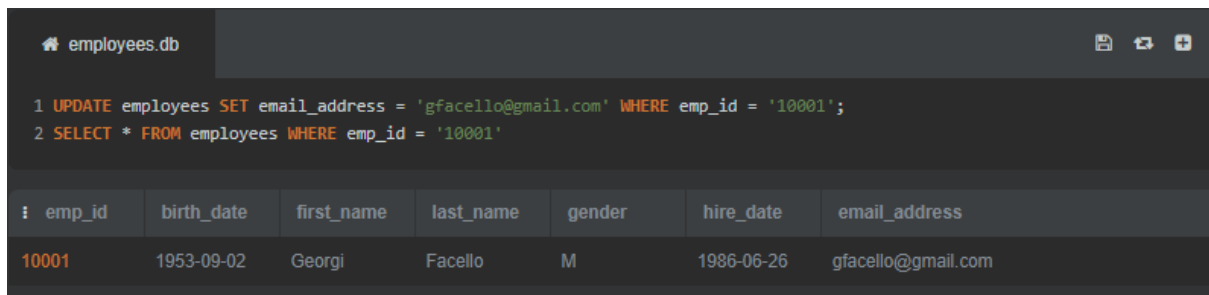 employees.db
1 UPDATE employees SET email_address = 'gfacello@gmail.com' WHERE emp_id = '10001';
2 SELECT * FROM employees WHERE emp_id = '10001'
emp_id birth_date first_name last_name gender hire_date email_address
10001 1953-09-02 Georgi Facello M 1986-06-26 gfacello@gmail.com